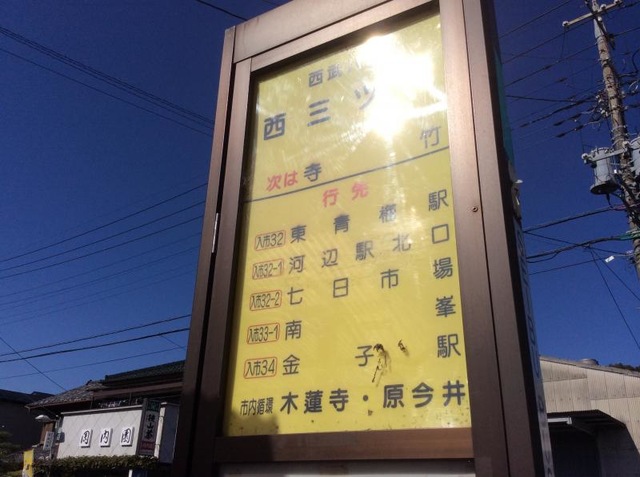 西武
西三ツ
次は 寺竹
行先
入市32 東青梅駅
入市32-1 河辺駅北口
入市32-2 七日市場
入市33-1 南峯
入市34 金子駅
市内循環 木蓮寺・原今井
園内園